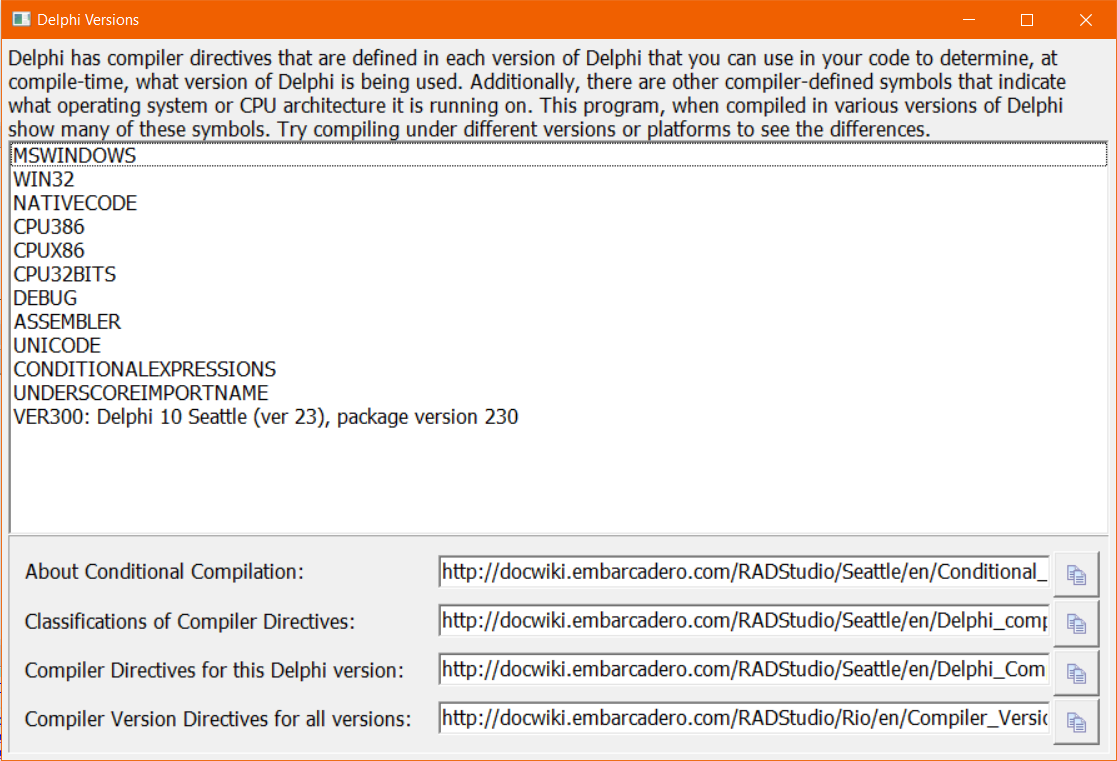 Delphi Versions
Delphi has compiler directives that are defined in each version of Delphi that you can use in your code to determine, at
compile-time, what version of Delphi is being used. Additionally, there are other compiler-defined symbols that indicate
what operating system or CPU architecture it is running on. This program, when compiled in various versions of Delphi
show many of these symbols. Try compiling under different versions or platforms to see the differences.
MSWINDOWS
WIN32
NATIVECODE
CPU386
CPUX86
CPU32BITS
DEBUG
ASSEMBLER
UNICODE
CONDITIONALEXPRESSIONS
UNDERSCOREIMPORTNAME
VER300: Delphi 10 Seattle (ver 23), package version 230
About Conditional Compilation: http://docwiki.embarcadero.com/RADStudio/Seattle/en/Conditional_
Classifications of Compiler Directives: http://docwiki.embarcadero.com/RADStudio/Seattle/en/Delphi_comp
Compiler Directives for this Delphi version: http://docwiki.embarcadero.com/RADStudio/Seattle/en/Delphi_Com
Compiler Version Directives for all versions: http://docwiki.embarcadero.com/RADStudio/Rio/en/Compiler_Versio